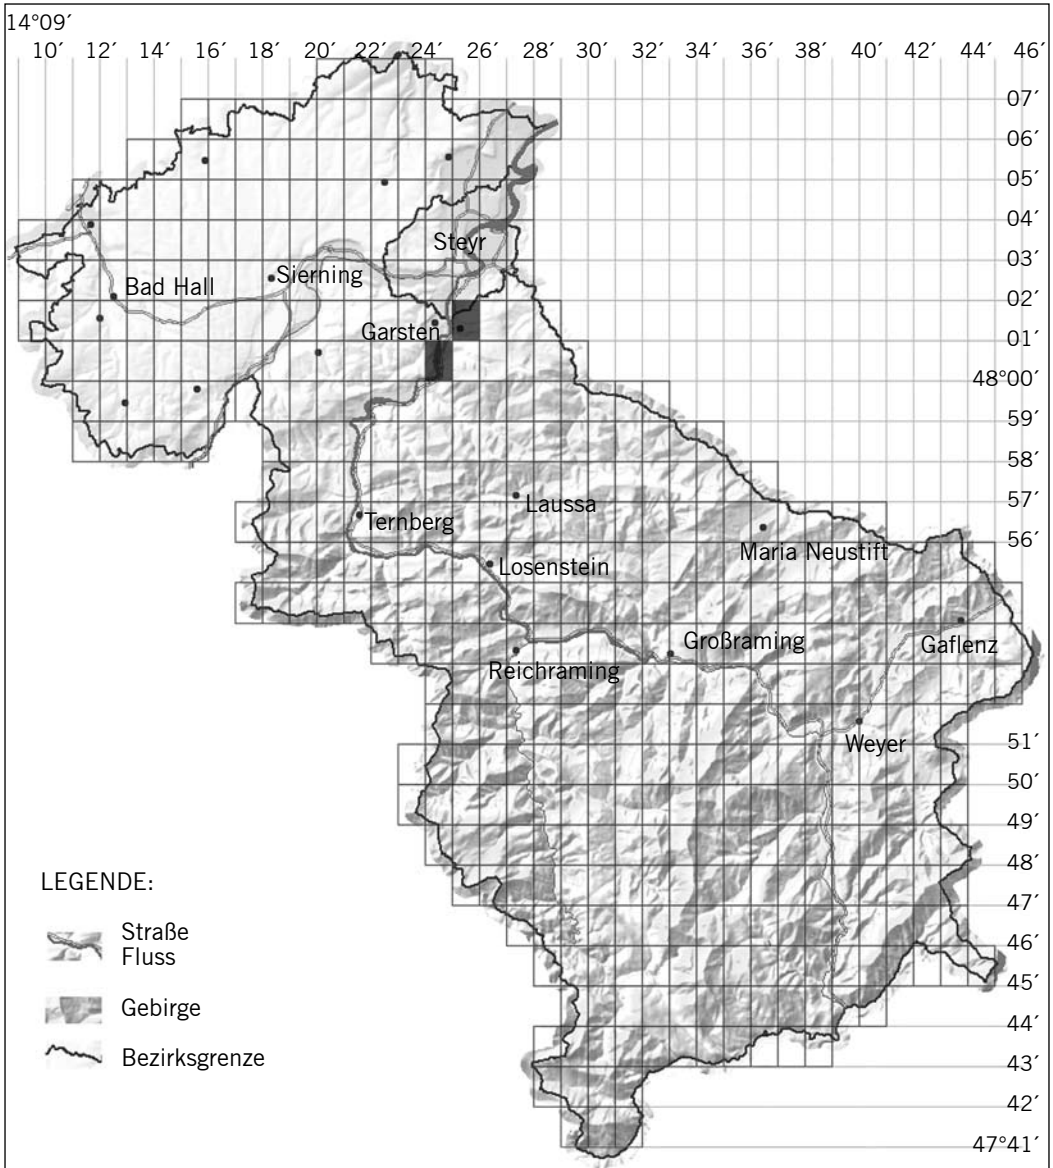 14°09′
10′ 12′ 14′ 16′ 18′ 20′ 22′ 24′ 26′ 28′ 30′ 32′ 34′ 36′ 38′ 40′ 42′ 44′ 46′
07′
06′
05′
04′
Steyr
03′
Sierning
Bad Hall
02′
Garsten
01′
48°00′
59′
58′
57′
Laussa
Ternberg
56′
Maria Neustift
Losenstein
Großraming
Gaflenz
Reichraming
51′
Weyer
50′
49′
48′
LEGENDE:
47′
Straße
46′
Fluss
45′
Gebirge
44′
Bezirksgrenze
43′
42′
47°41′